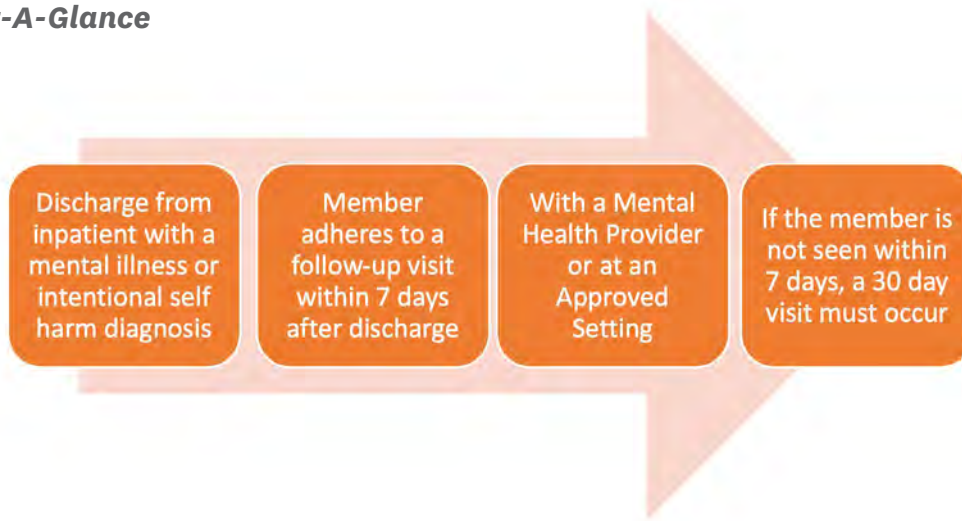 -A-Glance
Discharge from
inpatient with a
mental illness or
intentional self
harm diagnosis
Member
adheres to a
follow-up visit
within 7 days
after discharge
With a Mental
Health Provider
or at an
Approved
Setting
If the member is
not seen within
7 days, a 30 day
visit must occur